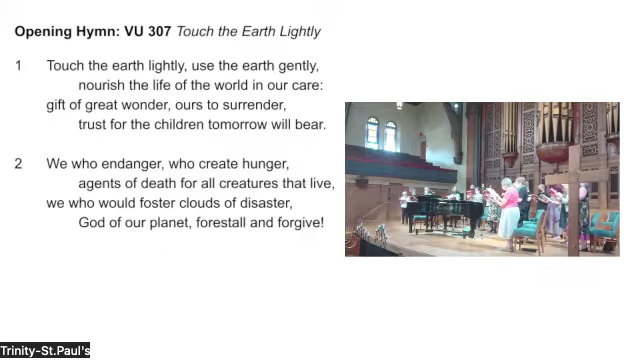 Opening Hymn: VU 307 Touch the Earth Lightly
1 Touch the earth lightly, use the earth gently,
nourish the life of the world in our care:
gift of great wonder, ours to surrender,
trust for the children tomorrow will bear.
2 We who endanger, who create hunger,
agents of death for all creatures that live,
we who would foster clouds of disaster,
God of our planet, forestall and forgive!
Trinity-St.Paul's